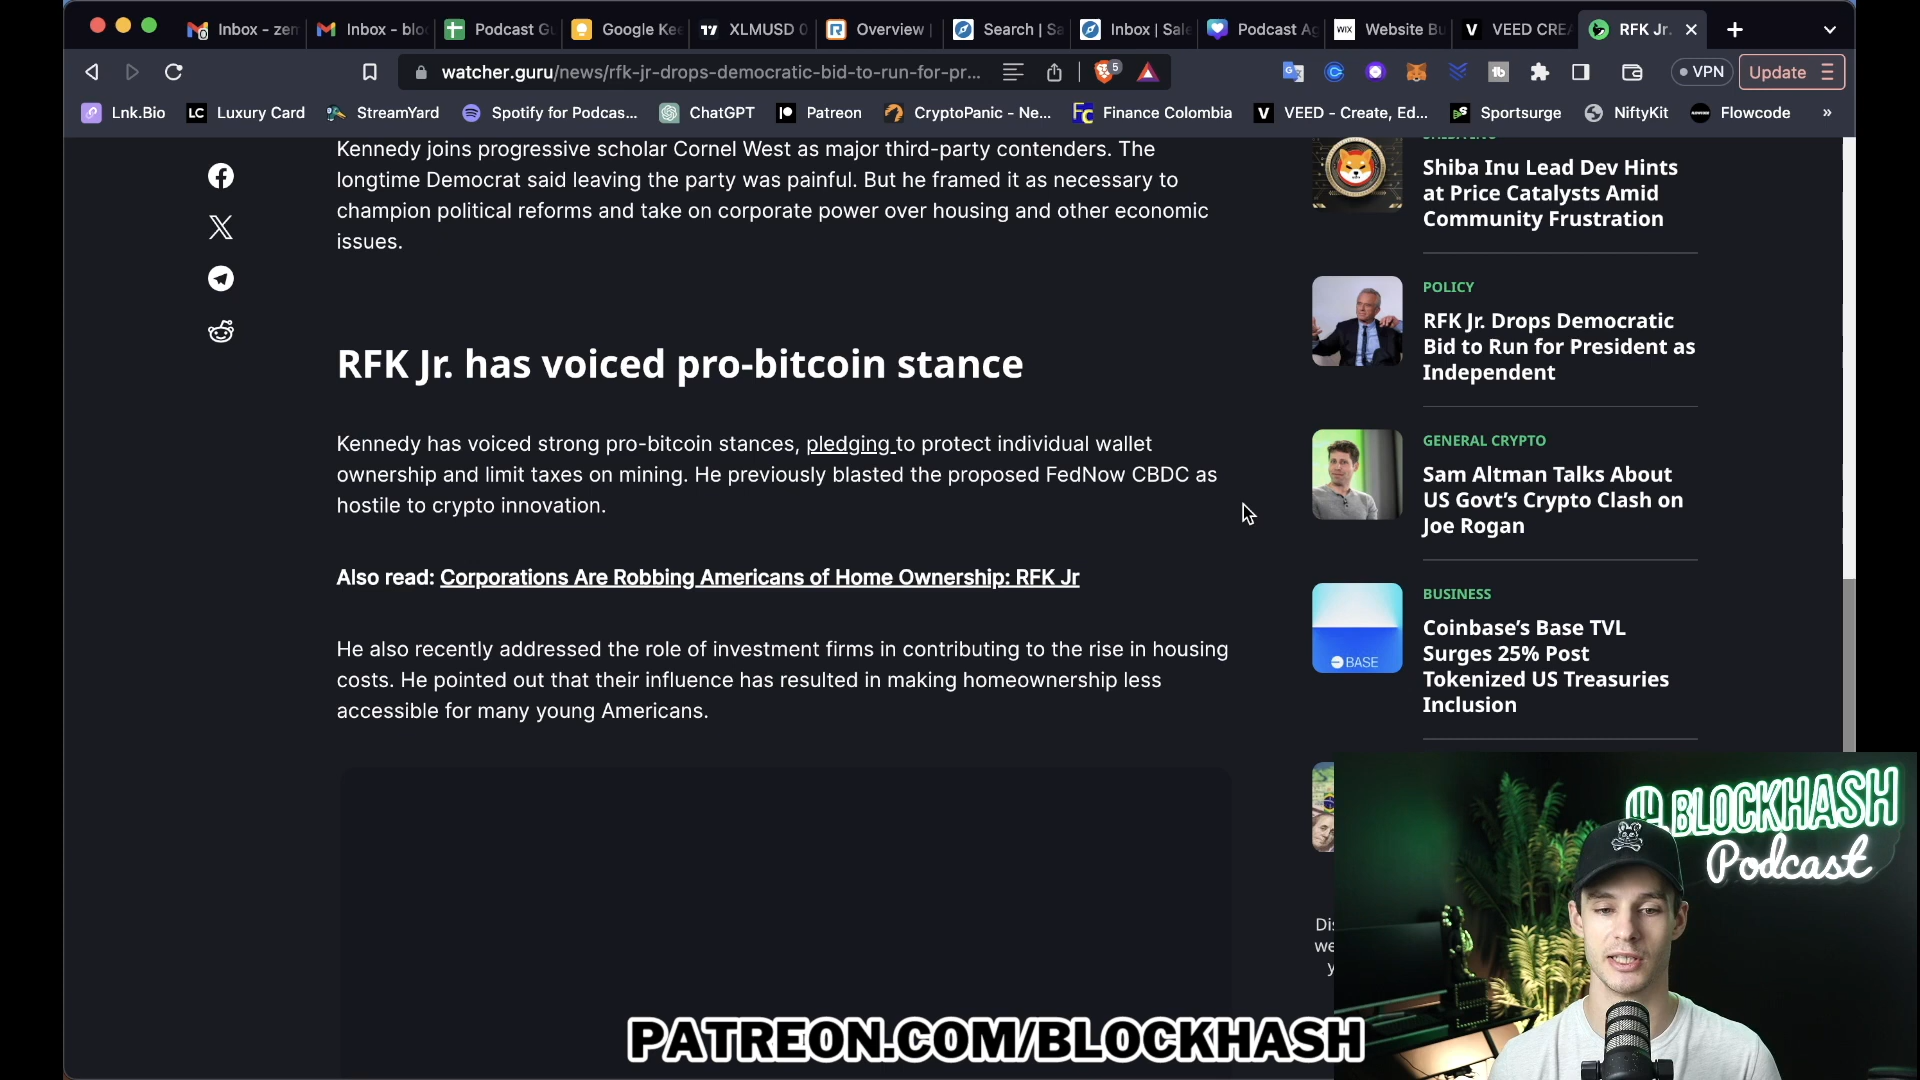 Inbox - zen
Inbox - bloc
Podcast Gu
Google Kee
XLMUSD 0
Overview
Search | Sa
Inbox | Sale
Podcast Ag
WIX
Website Bu
V
VEED CREA
RFK Jr.
watcher.guru/news/rfk-jr-drops-democratic-bid-to-run-for-pr...
5
VPN
Update
Lnk.Bio
LC
Luxury Card
StreamYard
Spotify for Podcas...
ChatGPT
Patreon
CryptoPanic - Ne...
Finance Colombia
V
VEED - Create, Ed...
Sportsurge
NiftyKit
Flowcode
»
Kennedy joins progressive scholar Cornel West as major third-party contenders. The
longtime Democrat said leaving the party was painful. But he framed it as necessary to
champion political reforms and take on corporate power over housing and other economic
issues.
RFK Jr. has voiced pro-bitcoin stance
Kennedy has voiced strong pro-bitcoin stances, pledging to protect individual wallet
ownership and limit taxes on mining. He previously blasted the proposed FedNow CBDC as
hostile to crypto innovation.
Also read: Corporations Are Robbing Americans of Home Ownership: RFK Jr
He also recently addressed the role of investment firms in contributing to the rise in housing
costs. He pointed out that their influence has resulted in making homeownership less
accessible for many young Americans.
Shiba Inu Lead Dev Hints
at Price Catalysts Amid
Community Frustration
POLICY
RFK Jr. Drops Democratic
Bid to Run for President as
Independent
GENERAL CRYPTO
Sam Altman Talks About
US Govt's Crypto Clash on
Joe Rogan
BUSINESS
Coinbase's Base TVL
Surges 25% Post
Tokenized US Treasuries
Inclusion
BASE
BLOCKHASH
Podcast
PATREON.COM/BLOCKHASH